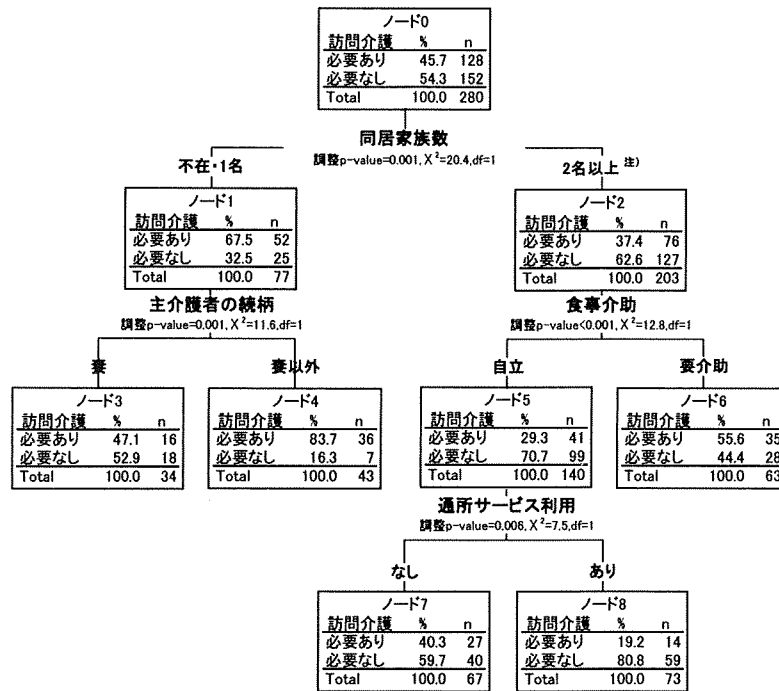 ノード0
訪問介護 % n
必要あり 45.7 128
必要なし 54.3 152
Total 100.0 280
同居家族数
調整p-value=0.001, X²=20.4,df=1
不在・1名
2名以上 注)
ノード1
訪問介護 % n
必要あり 67.5 52
必要なし 32.5 25
Total 100.0 77
ノード2
訪問介護 % n
必要あり 37.4 76
必要なし 62.6 127
Total 100.0 203
主介護者の続柄
調整p-value=0.001, X²=11.6,df=1
食事介助
調整p-value<0.001, X²=12.8,df=1
妻
妻以外
自立
要介助
ノード3
訪問介護 % n
必要あり 47.1 16
必要なし 52.9 18
Total 100.0 34
ノード4
訪問介護 % n
必要あり 83.7 36
必要なし 16.3 7
Total 100.0 43
ノード5
訪問介護 % n
必要あり 29.3 41
必要なし 70.7 99
Total 100.0 140
ノード6
訪問介護 % n
必要あり 55.6 35
必要なし 44.4 28
Total 100.0 63
通所サービス利用
調整p-value=0.006, X²=7.5,df=1
なし
あり
ノード7
訪問介護 % n
必要あり 40.3 27
必要なし 59.7 40
Total 100.0 67
ノード8
訪問介護 % n
必要あり 19.2 14
必要なし 80.8 59
Total 100.0 73